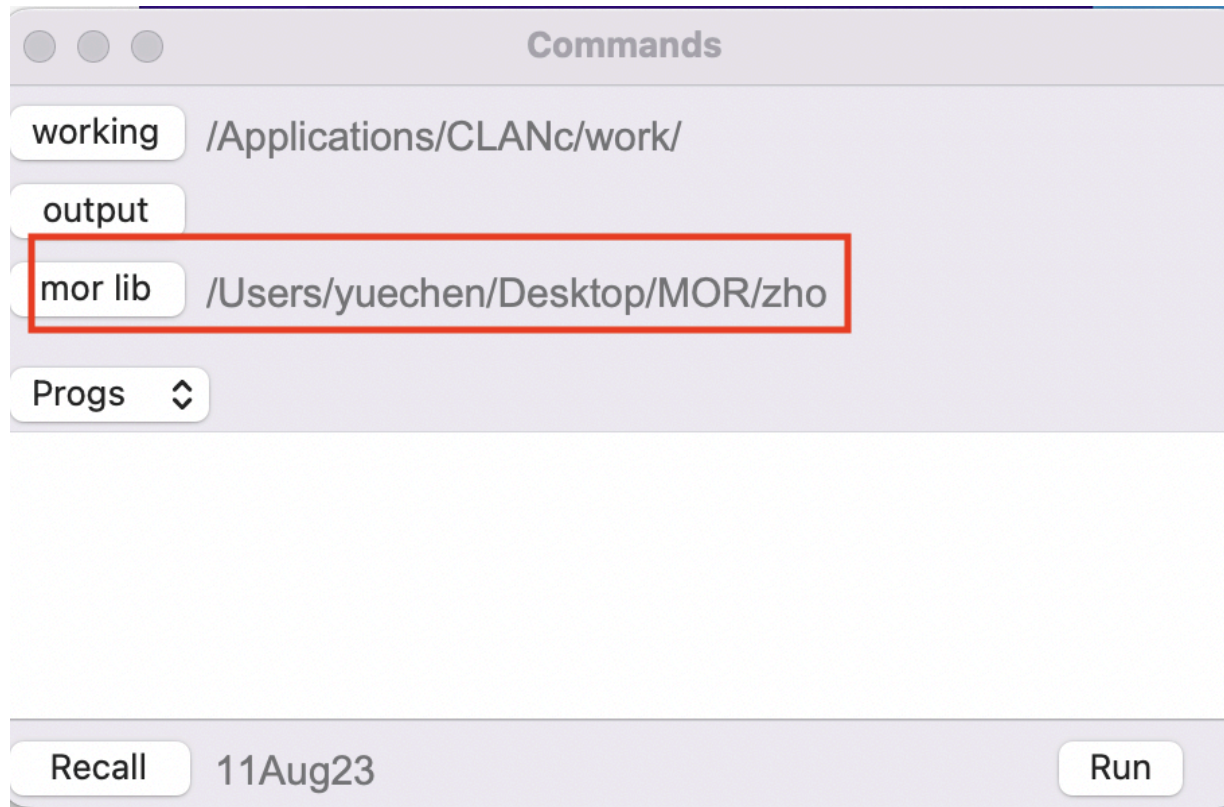 Commands
working /Applications/CLANc/work/
output
mor lib /Users/yuechen/Desktop/MOR/zho
Progs
Recall 11Aug23 Run